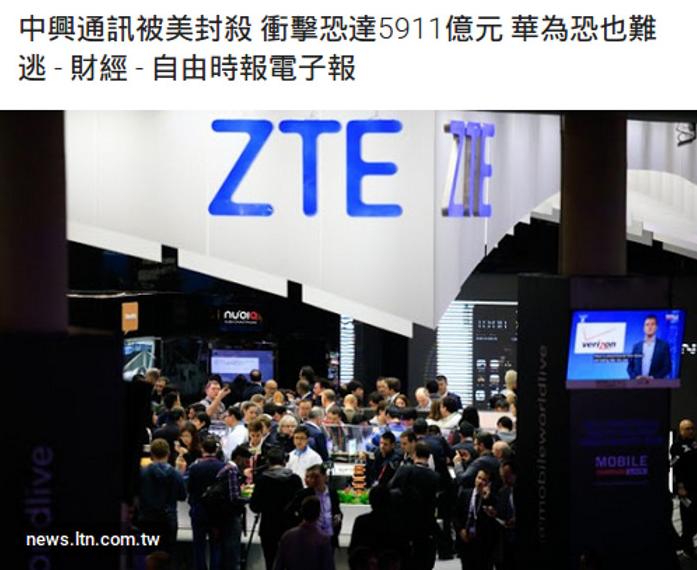 中興通訊被美封殺 衝擊恐達5911億元 華為恐也難
逃 - 財經 - 自由時報電子報
ZTE
ZTE
nubia
verizon
mobileworldlive
MOBILE
dlive
news.ltn.com.tw